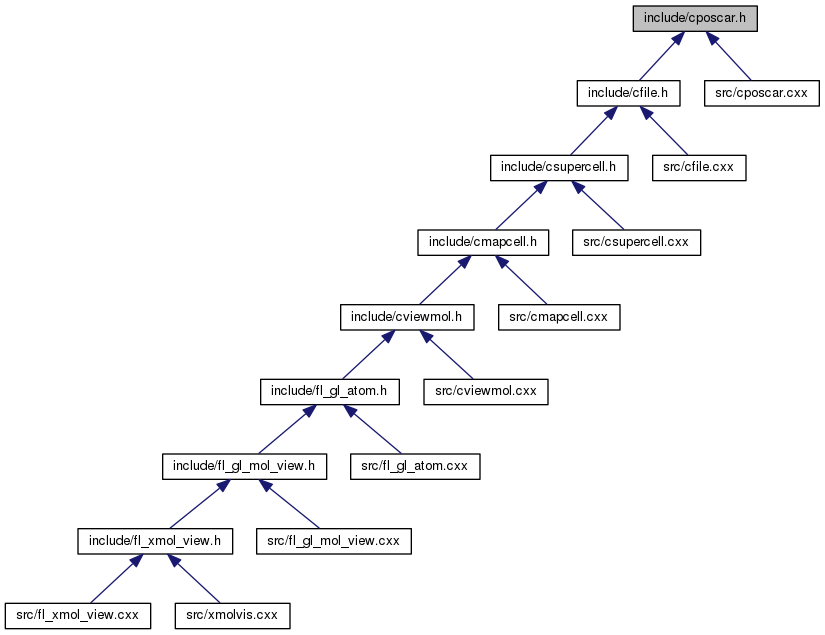 include/cposcar.h
include/cfile.h
src/cposcar.cxx
include/csupercell.h
src/cfile.cxx
include/cmapcell.h
src/csupercell.cxx
include/cviewmol.h
src/cmapcell.cxx
include/fl_gl_atom.h
src/cviewmol.cxx
include/fl_gl_mol_view.h
src/fl_gl_atom.cxx
include/fl_xmol_view.h
src/fl_gl_mol_view.cxx
src/fl_xmol_view.cxx
src/xmolvis.cxx